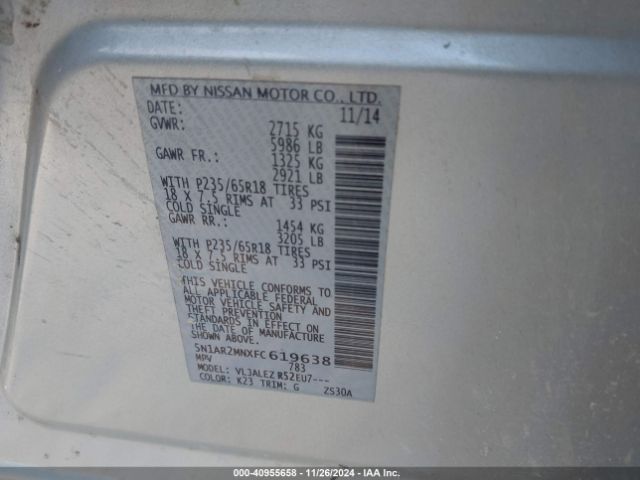 MFD BY NISSAN MOTOR CO., LTD.
DATE: 11/14
GVWR: 2715 KG
5986 LB
GAWR FR.: 1325 KG
2921 LB
WITH P235/65R18 TIRES
18 X 7.5 RIMS AT 33 PSI
COLD SINGLE
GAWR RR.: 1454 KG
3205 LB
WITH P235/65R18 TIRES
18 X 7.5 RIMS AT 33 PSI
COLD SINGLE
THIS VEHICLE CONFORMS TO
ALL APPLICABLE FEDERAL
MOTOR VEHICLE SAFETY AND
THEFT PREVENTION
STANDARDS IN EFFECT ON
THE DATE OF MANUFACTURE
SHOWN ABOVE.
5N1AR2MNXFC619638
MPV 783
MODEL: VLJALEZ R52EU7---
COLOR: K23 TRIM: G ZS30A
000-40955658 - 11/26/2024 - IAA Inc.